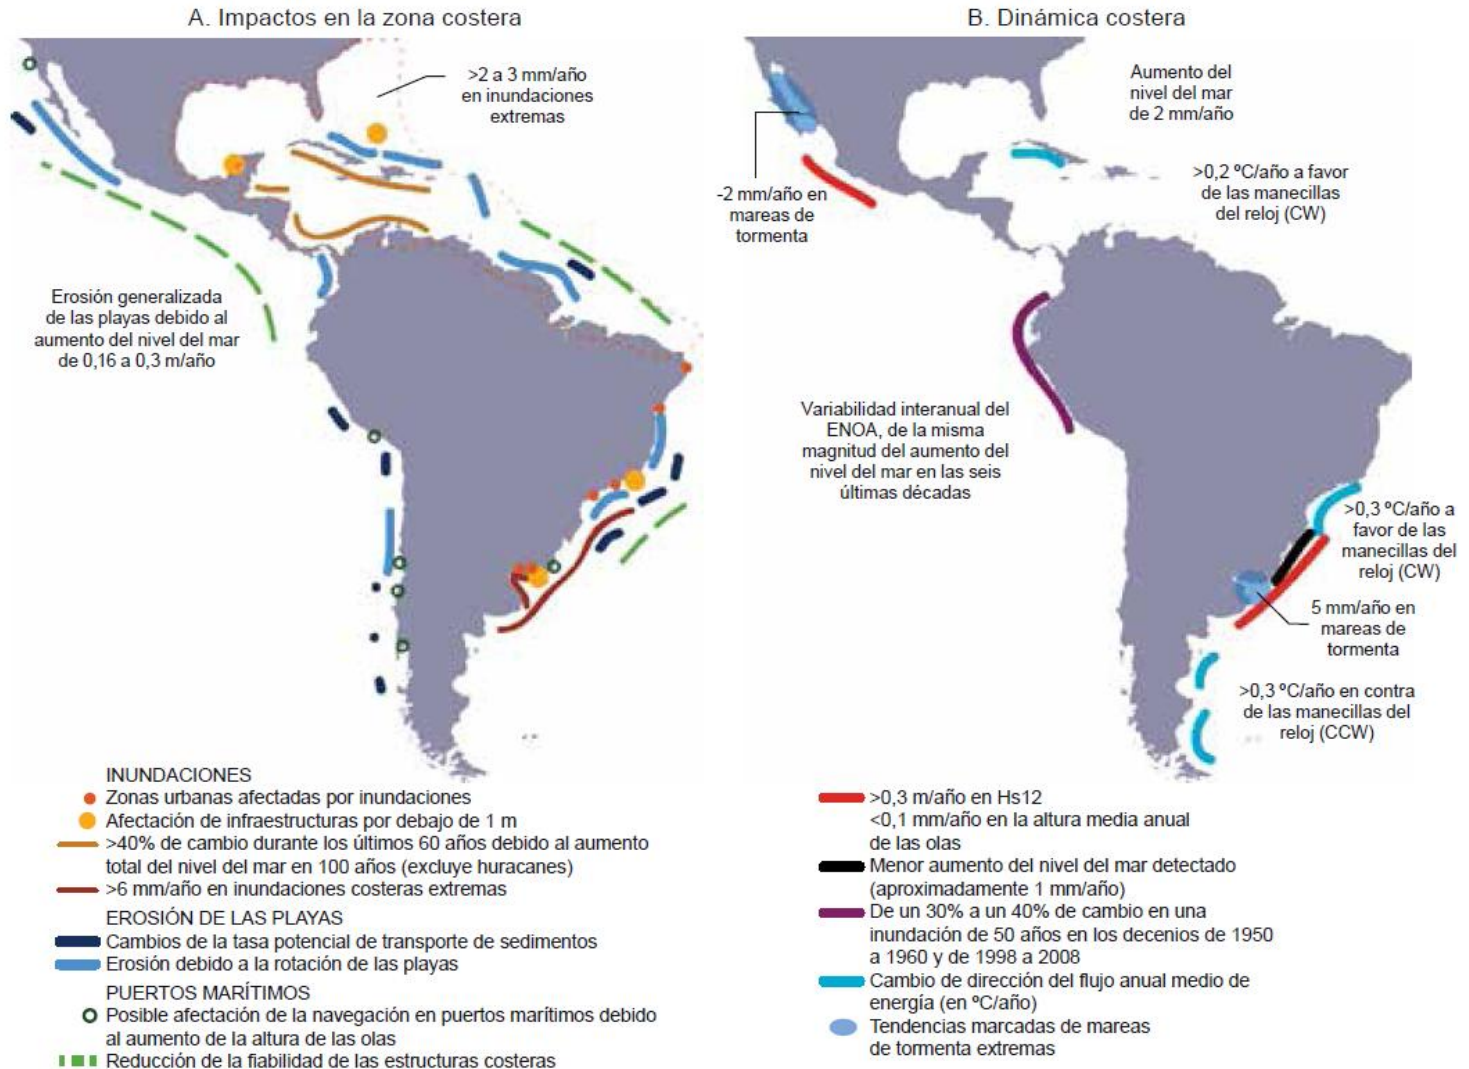 A. Impactos en la zona costera
>2 a 3 mm/año
en inundaciones
extremas
Erosión generalizada
de las playas debido al
aumento del nivel del mar
de 0,16 a 0,3 m/año
INUNDACIONES
Zonas urbanas afectadas por inundaciones
Afectación de infraestructuras por debajo de 1 m
>40% de cambio durante los últimos 60 años debido al aumento
total del nivel del mar en 100 años (excluye huracanes)
>6 mm/año en inundaciones costeras extremas
EROSIÓN DE LAS PLAYAS
Cambios de la tasa potencial de transporte de sedimentos
Erosión debido a la rotación de las playas
PUERTOS MARÍTIMOS
Posible afectación de la navegación en puertos marítimos debido
al aumento de la altura de las olas
Reducción de la fiabilidad de las estructuras costeras
B. Dinámica costera
Aumento del
nivel del mar
de 2 mm/año
>0,2 ºC/año a favor
de las manecillas
del reloj (CW)
-2 mm/año en
mareas de
tormenta
Variabilidad interanual del
ENOA, de la misma
magnitud del aumento del
nivel del mar en las seis
últimas décadas
>0,3 ºC/año a
favor de las
manecillas del
reloj (CW)
5 mm/año en
mareas de
tormenta
>0,3 ºC/año en contra
de las manecillas del
reloj (CCW)
>0,3 m/año en Hs12
<0,1 mm/año en la altura media anual
de las olas
Menor aumento del nivel del mar detectado
(aproximadamente 1 mm/año)
De un 30% a un 40% de cambio en una
inundación de 50 años en los decenios de 1950
a 1960 y de 1998 a 2008
Cambio de dirección del flujo anual medio de
energía (en ºC/año)
Tendencias marcadas de mareas
de tormenta extremas